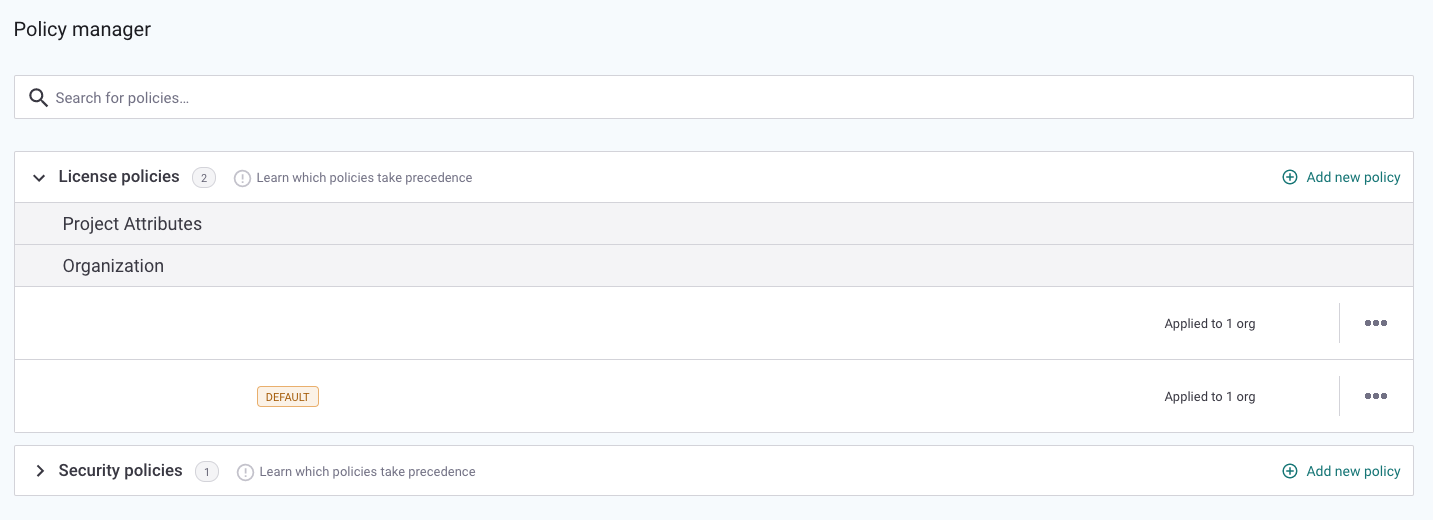 Policy manager
Search for policies...
License policies 2 Learn which policies take precedence Add new policy
Project Attributes
Organization
Applied to 1 org
DEFAULT Applied to 1 org
Security policies 1 Learn which policies take precedence Add new policy